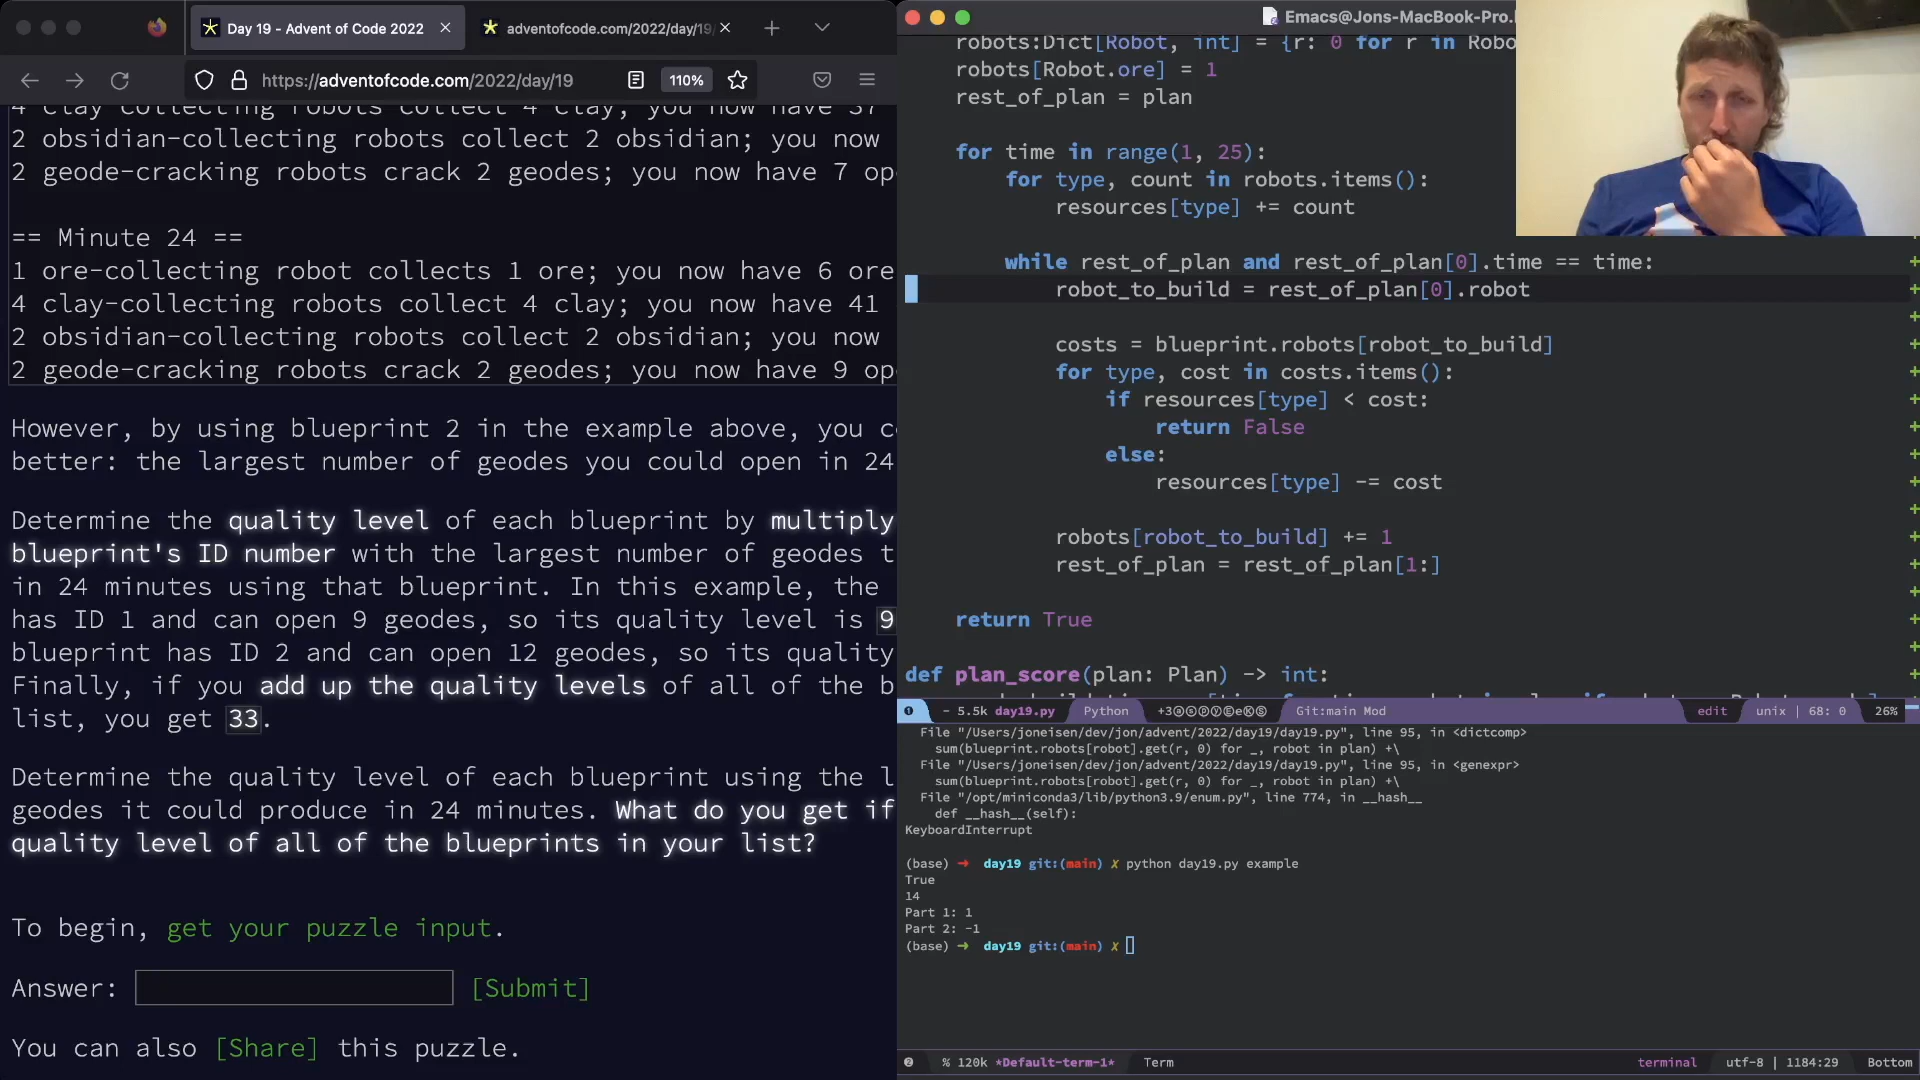 Day 19 - Advent of Code 2022
adventofcode.com/2022/day/19
https://adventofcode.com/2022/day/19
110%
4 clay-collecting robots collect 4 clay; you now have 37
2 obsidian-collecting robots collect 2 obsidian; you now
2 geode-cracking robots crack 2 geodes; you now have 7 op
== Minute 24 ==
1 ore-collecting robot collects 1 ore; you now have 6 ore
4 clay-collecting robots collect 4 clay; you now have 41
2 obsidian-collecting robots collect 2 obsidian; you now
2 geode-cracking robots crack 2 geodes; you now have 9 op
However, by using blueprint 2 in the example above, you c
better: the largest number of geodes you could open in 24
Determine the quality level of each blueprint by multiply
blueprint's ID number with the largest number of geodes t
in 24 minutes using that blueprint. In this example, the
has ID 1 and can open 9 geodes, so its quality level is 9
blueprint has ID 2 and can open 12 geodes, so its quality
Finally, if you add up the quality levels of all of the b
list, you get 33.
Determine the quality level of each blueprint using the l
geodes it could produce in 24 minutes. What do you get if
quality level of all of the blueprints in your list?
To begin, get your puzzle input.
Answer: [Submit]
You can also [Share] this puzzle.
Emacs@Jons-MacBook-Pro.
robots:Dict[Robot, int] = {r: 0 for r in Robo
robots[Robot.ore] = 1
rest_of_plan = plan
for time in range(1, 25):
for type, count in robots.items():
resources[type] += count
while rest_of_plan and rest_of_plan[0].time == time:
robot_to_build = rest_of_plan[0].robot
costs = blueprint.robots[robot_to_build]
for type, cost in costs.items():
if resources[type] < cost:
return False
else:
resources[type] -= cost
robots[robot_to_build] += 1
rest_of_plan = rest_of_plan[1:]
return True
def plan_score(plan: Plan) -> int:
- 5.5k day19.py Python Git:main Mod edit unix | 68: 0 26%
File "/Users/joneisen/dev/jon/advent/2022/day19/day19.py", line 95, in <dictcomp>
sum(blueprint.robots[robot].get(r, 0) for _, robot in plan) +\
File "/Users/joneisen/dev/jon/advent/2022/day19/day19.py", line 95, in <genexpr>
sum(blueprint.robots[robot].get(r, 0) for _, robot in plan) +\
File "/opt/miniconda3/lib/python3.9/enum.py", line 774, in __hash__
def __hash__(self):
KeyboardInterrupt
(base) → day19 git:(main) ✗ python day19.py example
True
14
Part 1: 1
Part 2: -1
(base) → day19 git:(main) ✗
% 120k *Default-term-1* Term terminal utf-8 | 1184:29 Bottom